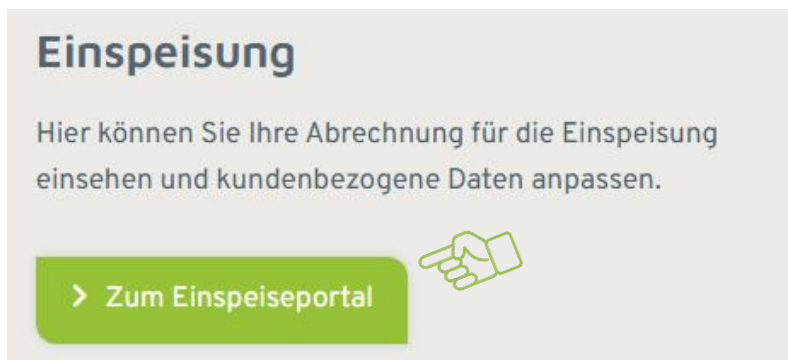 Einspeisung
Hier können Sie Ihre Abrechnung für die Einspeisung
einsehen und kundenbezogene Daten anpassen.
Zum Einspeiseportal